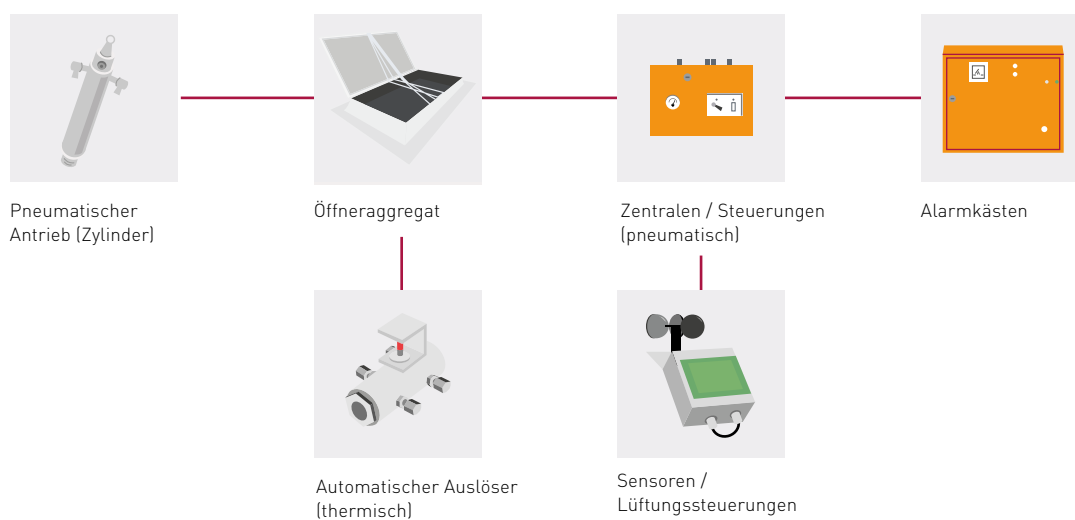 Pneumatischer
Antrieb (Zylinder)
Öffneraggregat
Zentralen / Steuerungen
(pneumatisch)
Alarmkästen
Automatischer Auslöser
(thermisch)
Sensoren /
Lüftungssteuerungen